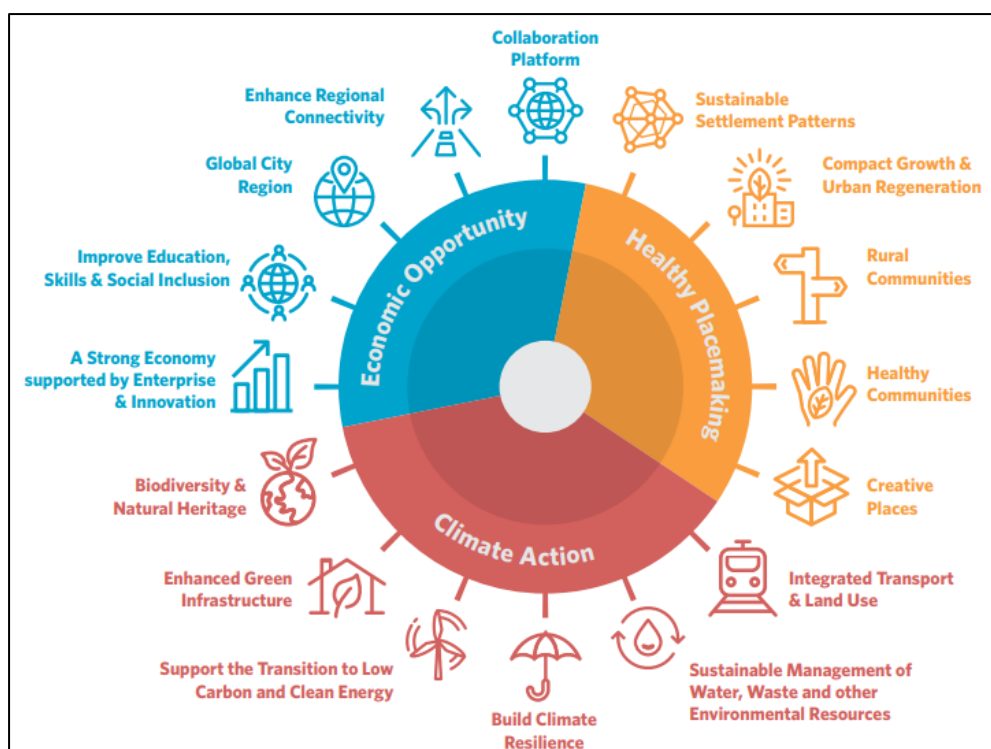 Collaboration
Platform
Sustainable
Settlement Patterns
Compact Growth &
Urban Regeneration
Rural
Communities
Healthy
Communities
Creative
Places
Integrated Transport
& Land Use
Sustainable Management of
Water, Waste and other
Environmental Resources
Build Climate
Resilience
Support the Transition to Low
Carbon and Clean Energy
Enhanced Green
Infrastructure
Biodiversity &
Natural Heritage
A Strong Economy
supported by Enterprise
& Innovation
Improve Education,
Skills & Social Inclusion
Global City
Region
Enhance Regional
Connectivity
Economic Opportunity
Healthy Placemaking
Climate Action